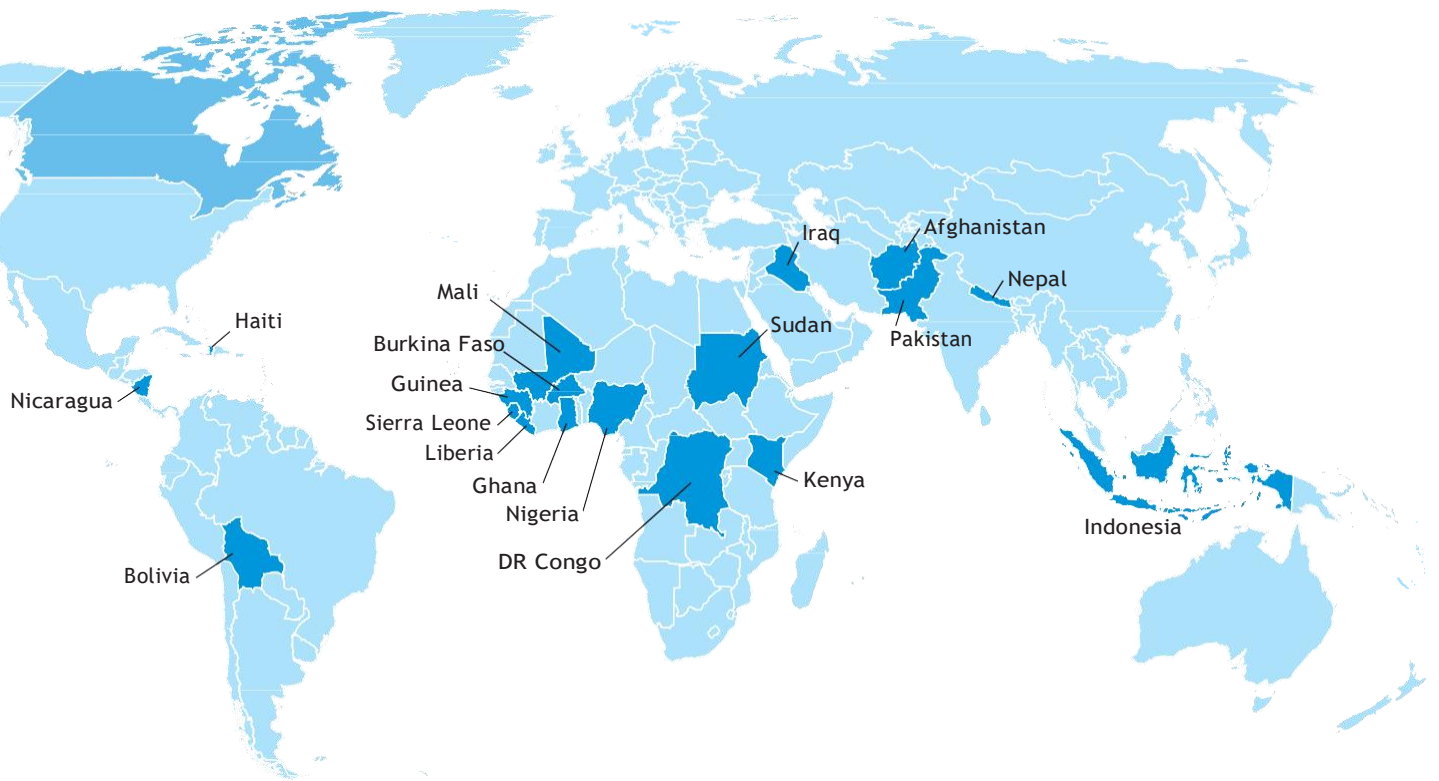 Iraq
Afghanistan
Nepal
Mali
Haiti
Sudan
Pakistan
Burkina Faso
Guinea
Nicaragua
Sierra Leone
Liberia
Ghana
Kenya
Nigeria
Indonesia
DR Congo
Bolivia